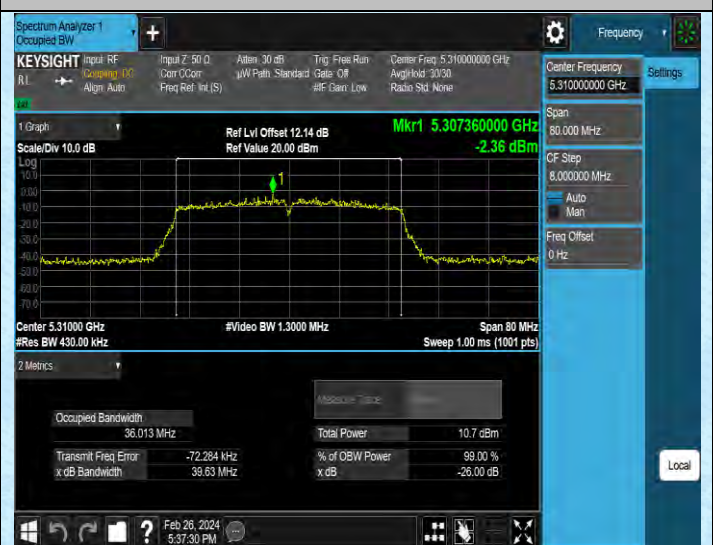 Spectrum Analyzer 1
Occupied BW
+
Frequency
KEYSIGHT Input: RF Input Z: 50 Ω Atten: 30 dB Trig: Free Run Center Freq: 5.310000000 GHz
RL Coupling: DC Corr CCorr µW Path: Standard Gate: Off Avg|Hold: 30/30
Align: Auto Freq Ref: Int (S) #IF Gain: Low Radio Std: None
Center Frequency
5.310000000 GHz
Settings
Span
80.000 MHz
CF Step
8.000000 MHz
Auto
Man
Freq Offset
0 Hz
1 Graph
Ref Lvl Offset 12.14 dB Mkr1 5.307360000 GHz
Scale/Div 10.0 dB Ref Value 20.00 dBm -2.36 dBm
Log
10.0
0.00
-10.0
-20.0
-30.0
-40.0
-50.0
-60.0
-70.0
1
Center 5.31000 GHz #Video BW 1.3000 MHz Span 80 MHz
#Res BW 430.00 kHz Sweep 1.00 ms (1001 pts)
2 Metrics
Measure Trace
Occupied Bandwidth
36.013 MHz Total Power 10.7 dBm
Transmit Freq Error -72.284 kHz % of OBW Power 99.00 %
x dB Bandwidth 39.63 MHz x dB -26.00 dB
Local
? Feb 26, 2024
5:37:30 PM